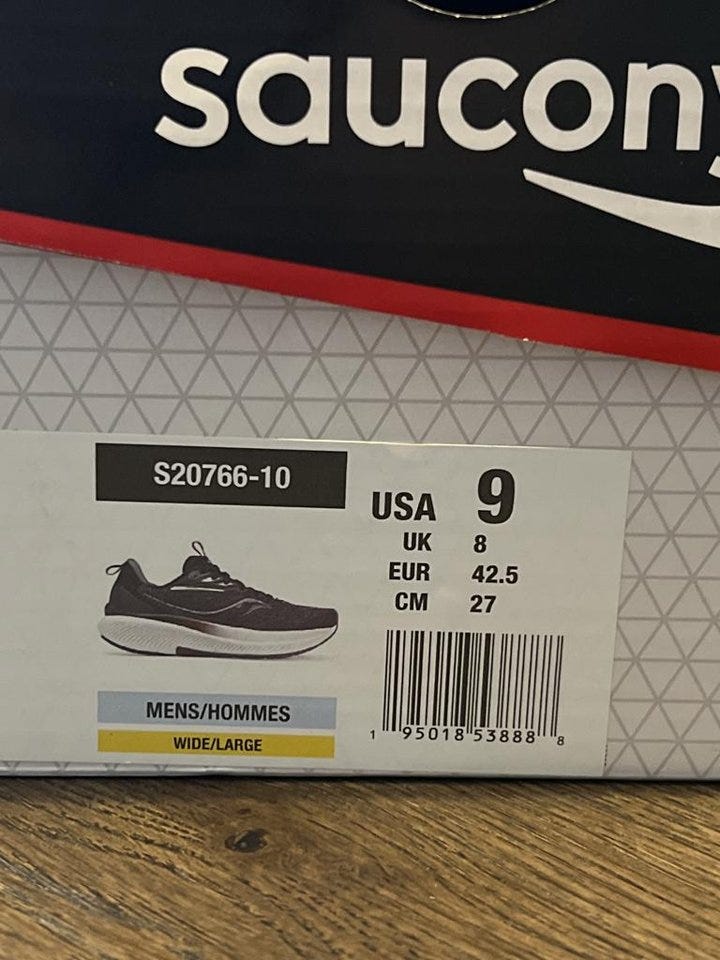 saucony
S20766-10
USA 9
UK 8
EUR 42.5
CM 27
MENS/HOMMES
WIDE/LARGE
1 95018 53888 8